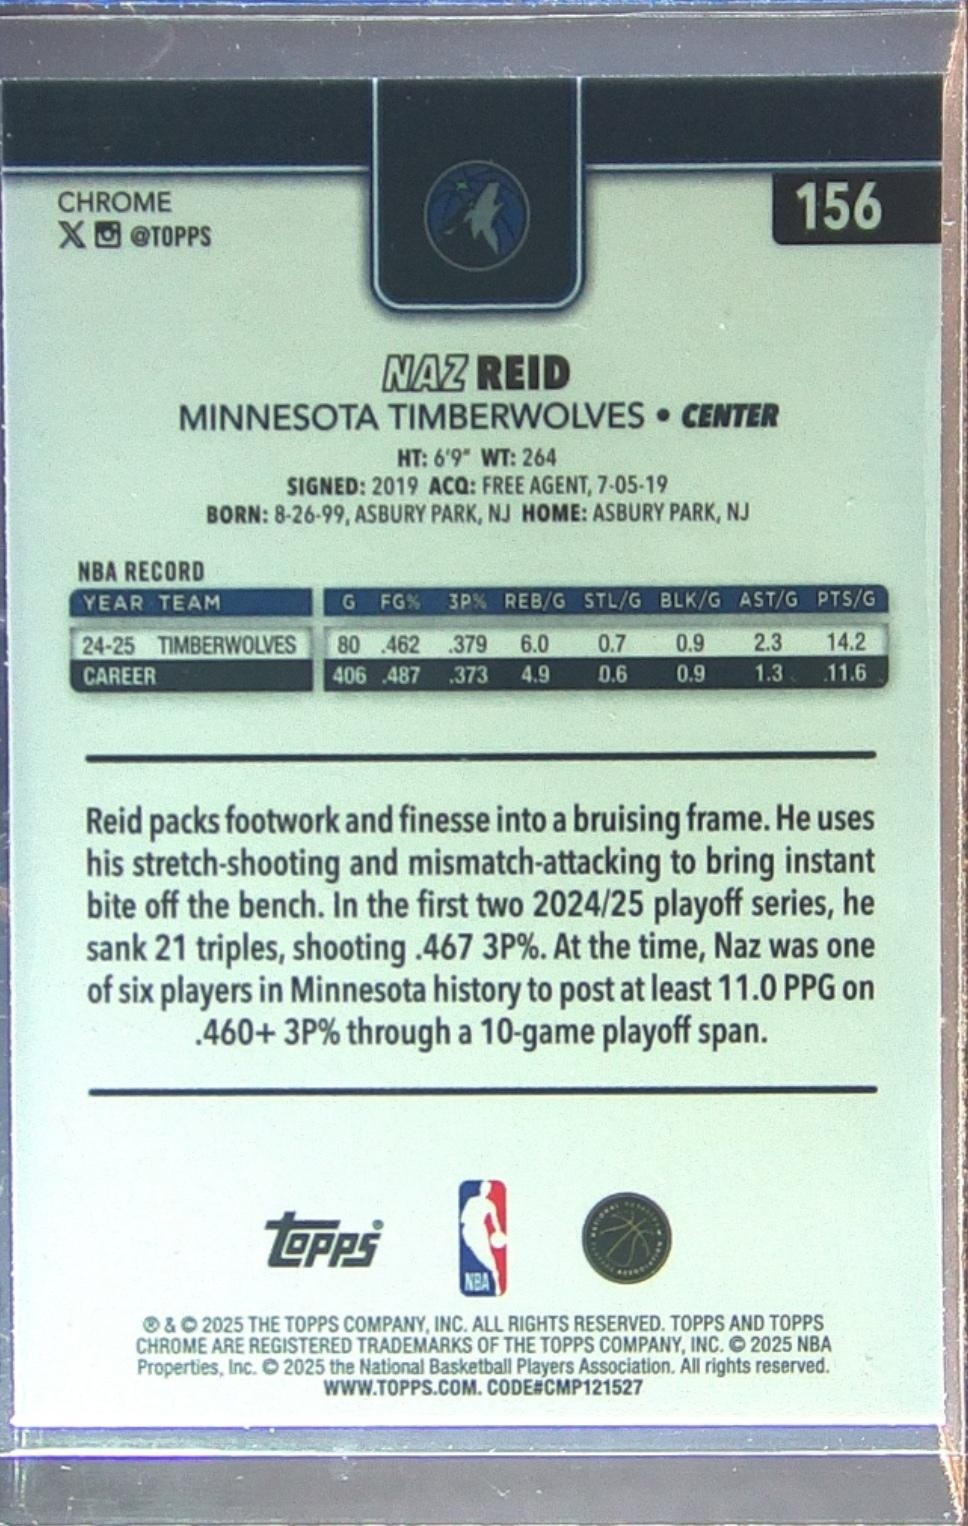 CHROME
X @TOPPS
156
NAZ REID
MINNESOTA TIMBERWOLVES • CENTER
HT: 6'9" WT: 264
SIGNED: 2019 ACQ: FREE AGENT, 7-05-19
BORN: 8-26-99, ASBURY PARK, NJ HOME: ASBURY PARK, NJ
NBA RECORD
YEAR TEAM G FG% 3P% REB/G STL/G BLK/G AST/G PTS/G
24-25 TIMBERWOLVES 80 .462 .379 6.0 0.7 0.9 2.3 14.2
CAREER 406 .487 .373 4.9 0.6 0.9 1.3 11.6
Reid packs footwork and finesse into a bruising frame. He uses
his stretch-shooting and mismatch-attacking to bring instant
bite off the bench. In the first two 2024/25 playoff series, he
sank 21 triples, shooting .467 3P%. At the time, Naz was one
of six players in Minnesota history to post at least 11.0 PPG on
.460+ 3P% through a 10-game playoff span.
Topps®
NBA
® & © 2025 THE TOPPS COMPANY, INC. ALL RIGHTS RESERVED. TOPPS AND TOPPS
CHROME ARE REGISTERED TRADEMARKS OF THE TOPPS COMPANY, INC. © 2025 NBA
Properties, Inc. © 2025 the National Basketball Players Association. All rights reserved.
WWW.TOPPS.COM. CODE#CMP121527